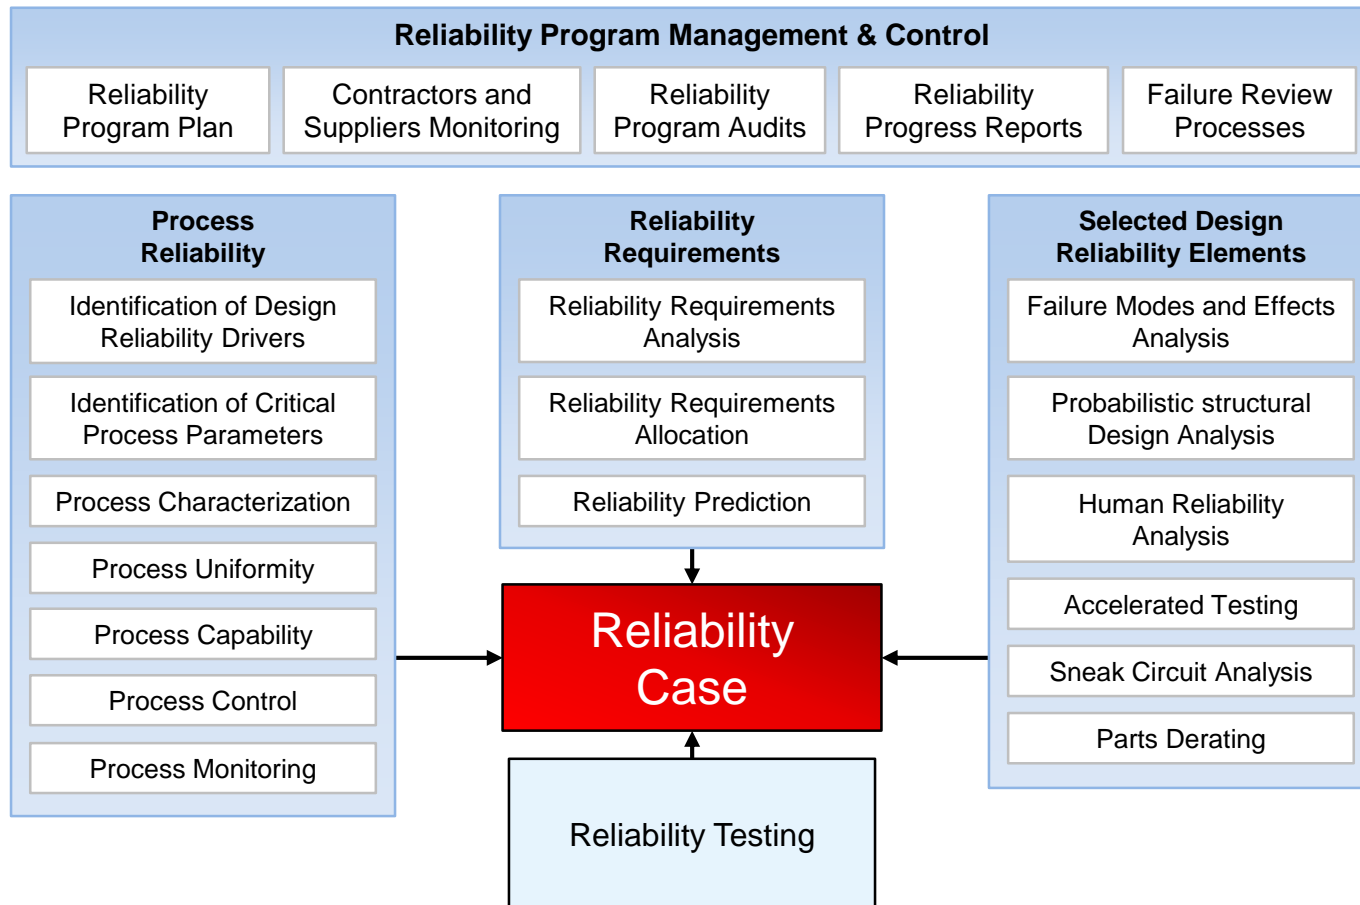 Reliability Program Management & Control
Reliability
Program Plan
Contractors and
Suppliers Monitoring
Reliability
Program Audits
Reliability
Progress Reports
Failure Review
Processes
Process
Reliability
Identification of Design
Reliability Drivers
Identification of Critical
Process Parameters
Process Characterization
Process Uniformity
Process Capability
Process Control
Process Monitoring
Reliability
Requirements
Reliability Requirements
Analysis
Reliability Requirements
Allocation
Reliability Prediction
Reliability
Case
Reliability Testing
Selected Design
Reliability Elements
Failure Modes and Effects
Analysis
Probabilistic structural
Design Analysis
Human Reliability
Analysis
Accelerated Testing
Sneak Circuit Analysis
Parts Derating